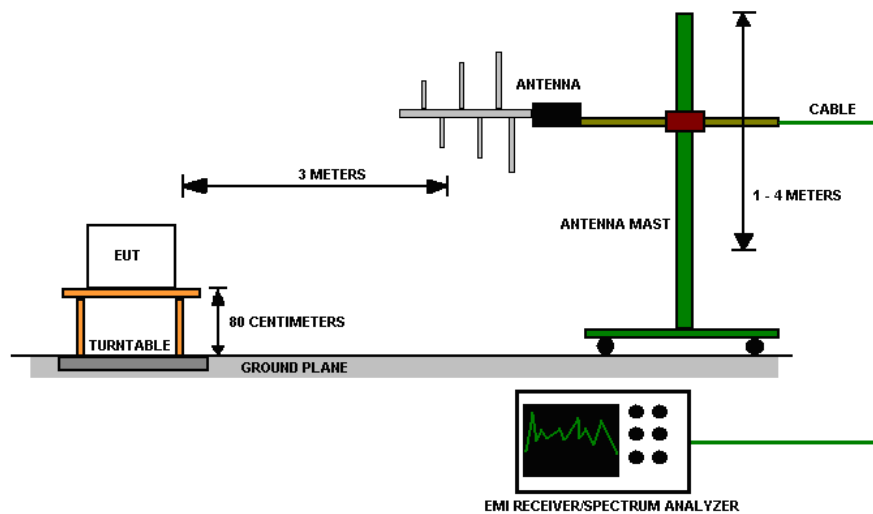 ANTENNA
CABLE
3 METERS
1 - 4 METERS
ANTENNA MAST
EUT
80 CENTIMETERS
TURNTABLE
GROUND PLANE
EMI RECEIVER/SPECTRUM ANALYZER